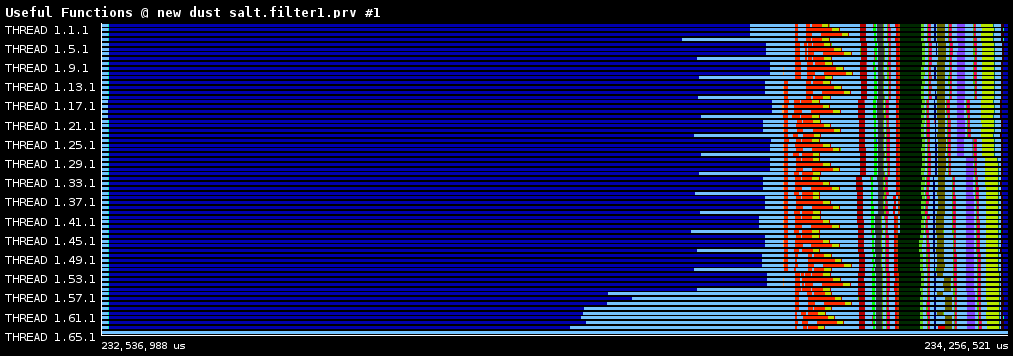 Useful Functions @ new dust salt.filter1.prv #1
THREAD 1.1.1
THREAD 1.5.1
THREAD 1.9.1
THREAD 1.13.1
THREAD 1.17.1
THREAD 1.21.1
THREAD 1.25.1
THREAD 1.29.1
THREAD 1.33.1
THREAD 1.37.1
THREAD 1.41.1
THREAD 1.45.1
THREAD 1.49.1
THREAD 1.53.1
THREAD 1.57.1
THREAD 1.61.1
THREAD 1.65.1
232,536,988 us 234,256,521 us